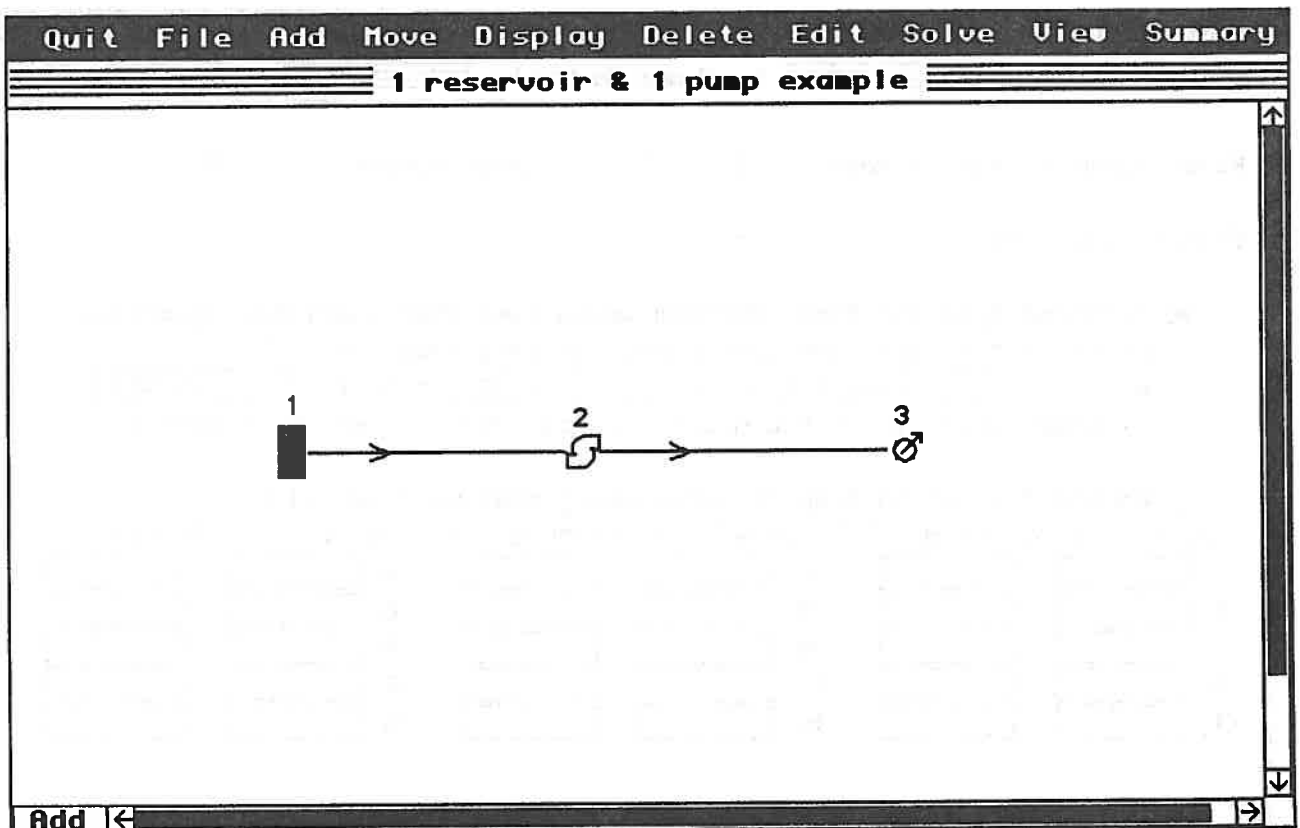 Quit File Add Move Display Delete Edit Solve View Summary
1 reservoir & 1 pump example
1
2
3
Add